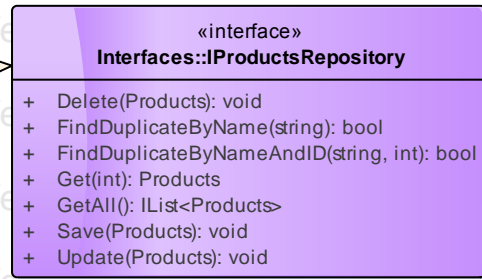 «interface»
Interfaces::IProductsRepository
+ Delete(Products): void
+ FindDuplicateByName(string): bool
+ FindDuplicateByNameAndID(string, int): bool
+ Get(int): Products
+ GetAll(): IList<Products>
+ Save(Products): void
+ Update(Products): void